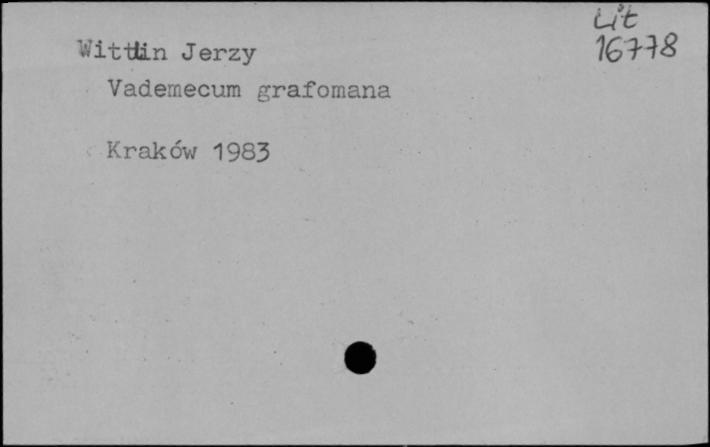 Lit
16778
Wittlin Jerzy
Vademecum grafomana
Kraków 1983